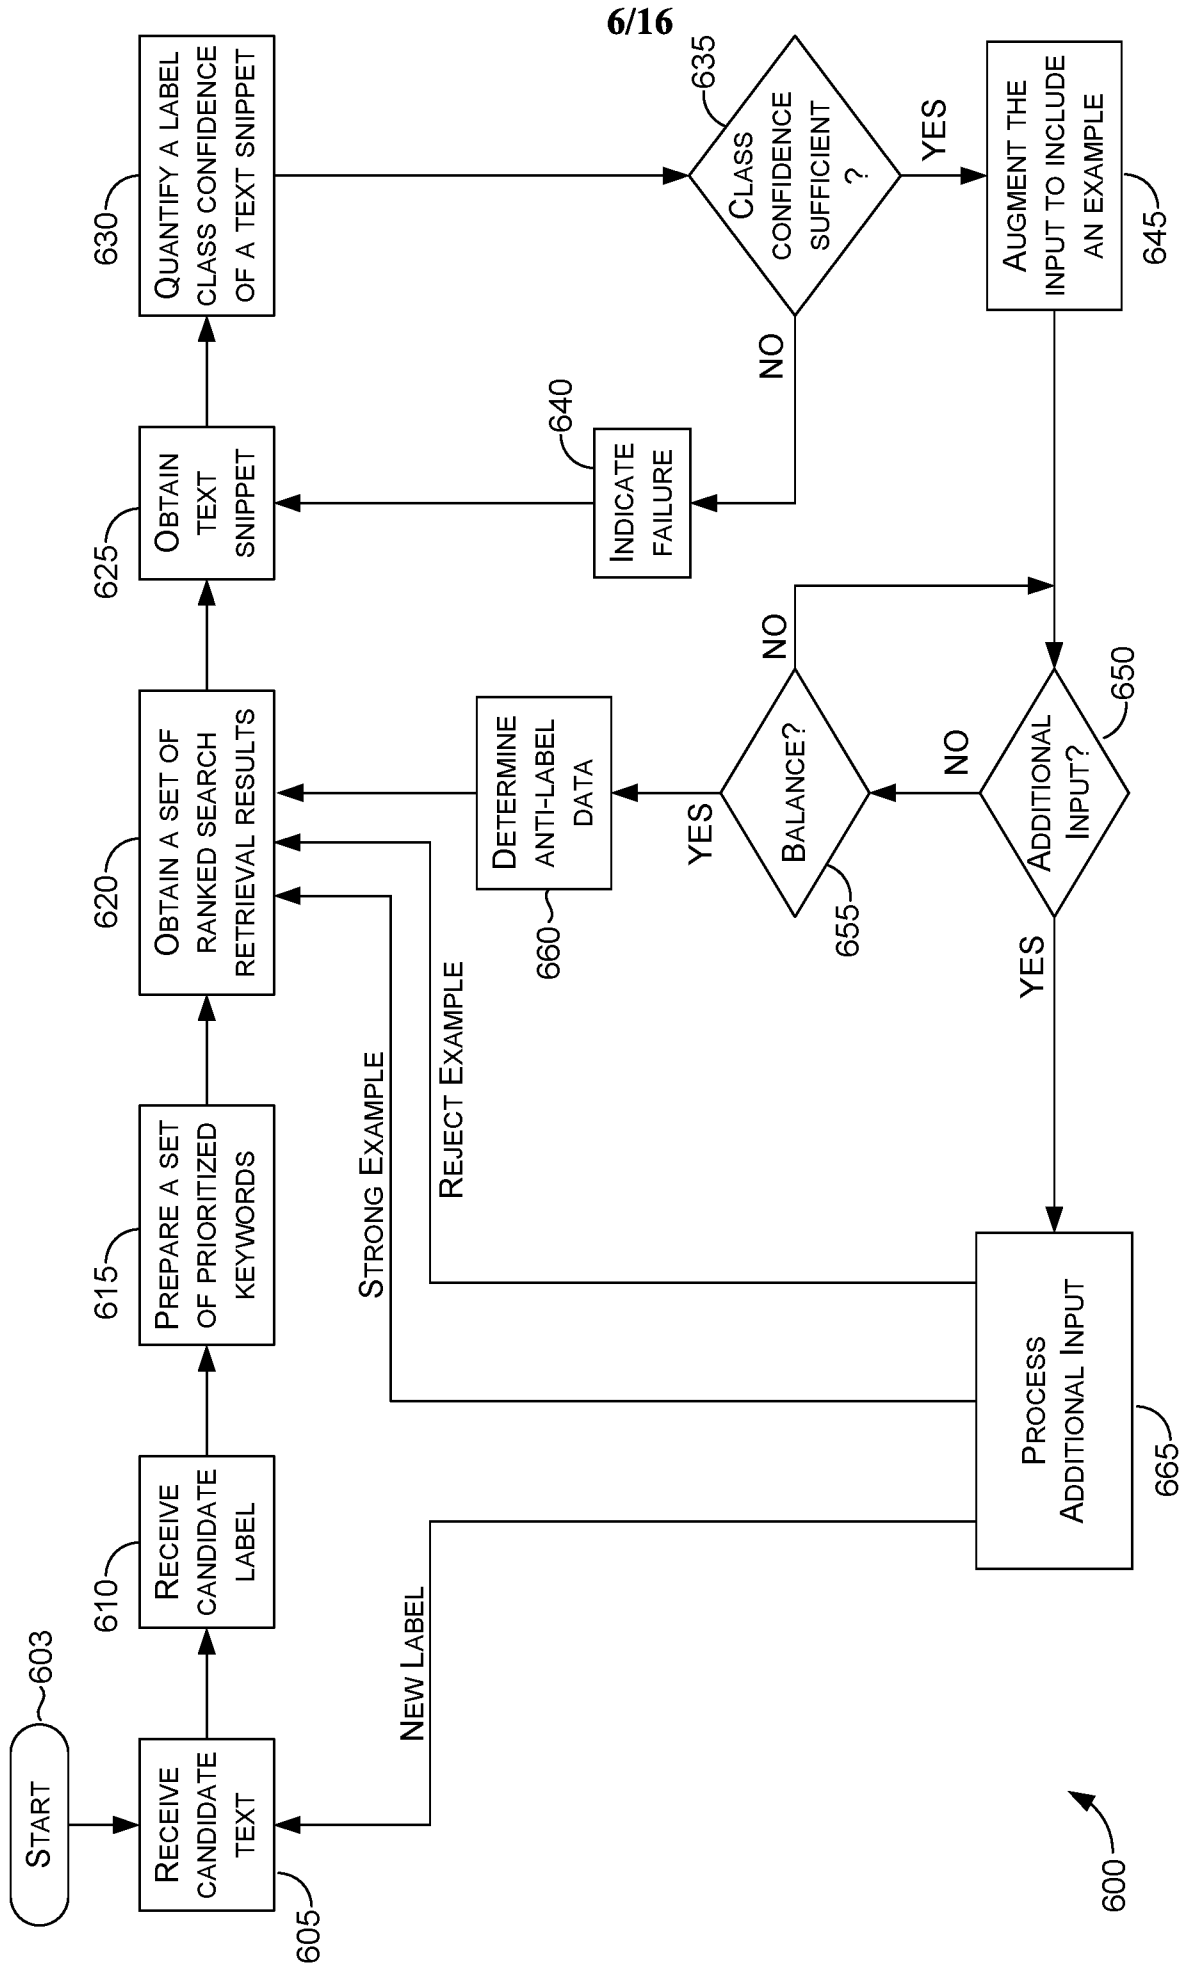 6/16
START
603
RECEIVE
CANDIDATE
TEXT
605
RECEIVE
CANDIDATE
LABEL
610
PREPARE A SET
OF PRIORITIZED
KEYWORDS
615
OBTAIN A SET OF
RANKED SEARCH
RETRIEVAL RESULTS
620
OBTAIN
TEXT
SNIPPET
625
QUANTIFY A LABEL
CLASS CONFIDENCE
OF A TEXT SNIPPET
630
CLASS
CONFIDENCE
SUFFICIENT
?
635
NO
YES
INDICATE
FAILURE
640
AUGMENT THE
INPUT TO INCLUDE
AN EXAMPLE
645
ADDITIONAL
INPUT?
650
NO
YES
BALANCE?
655
NO
YES
DETERMINE
ANTI-LABEL
DATA
660
PROCESS
ADDITIONAL INPUT
665
NEW LABEL
STRONG EXAMPLE
REJECT EXAMPLE
600